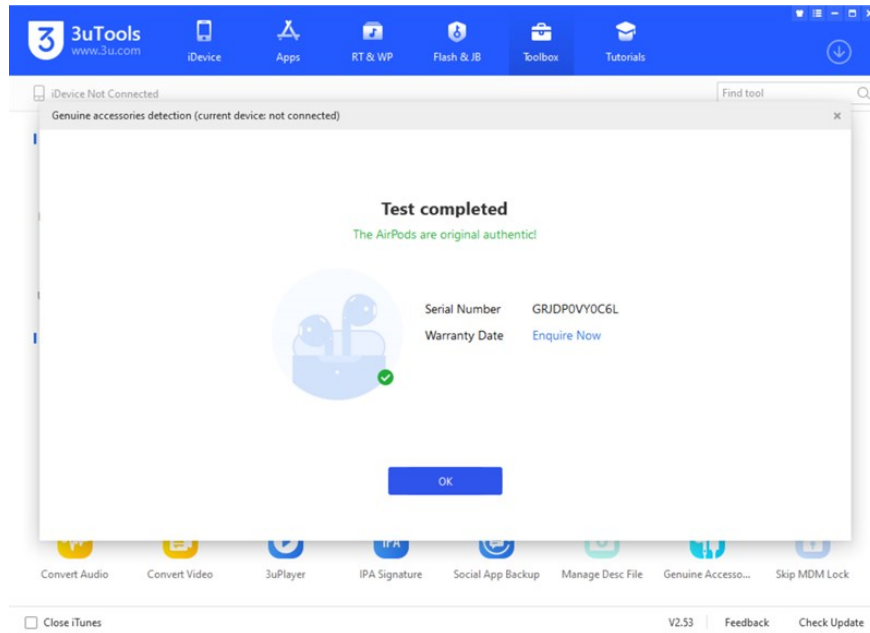 3uTools
www.3u.com
iDevice
Apps
RT & WP
Flash & JB
Toolbox
Tutorials
iDevice Not Connected
Find tool
Genuine accessories detection (current device: not connected)
Test completed
The AirPods are original authentic!
Serial Number GRJDP0VY0C6L
Warranty Date Enquire Now
OK
IPA
Convert Audio
Convert Video
3uPlayer
IPA Signature
Social App Backup
Manage Desc File
Genuine Accesso...
Skip MDM Lock
Close iTunes
V2.53
Feedback
Check Update